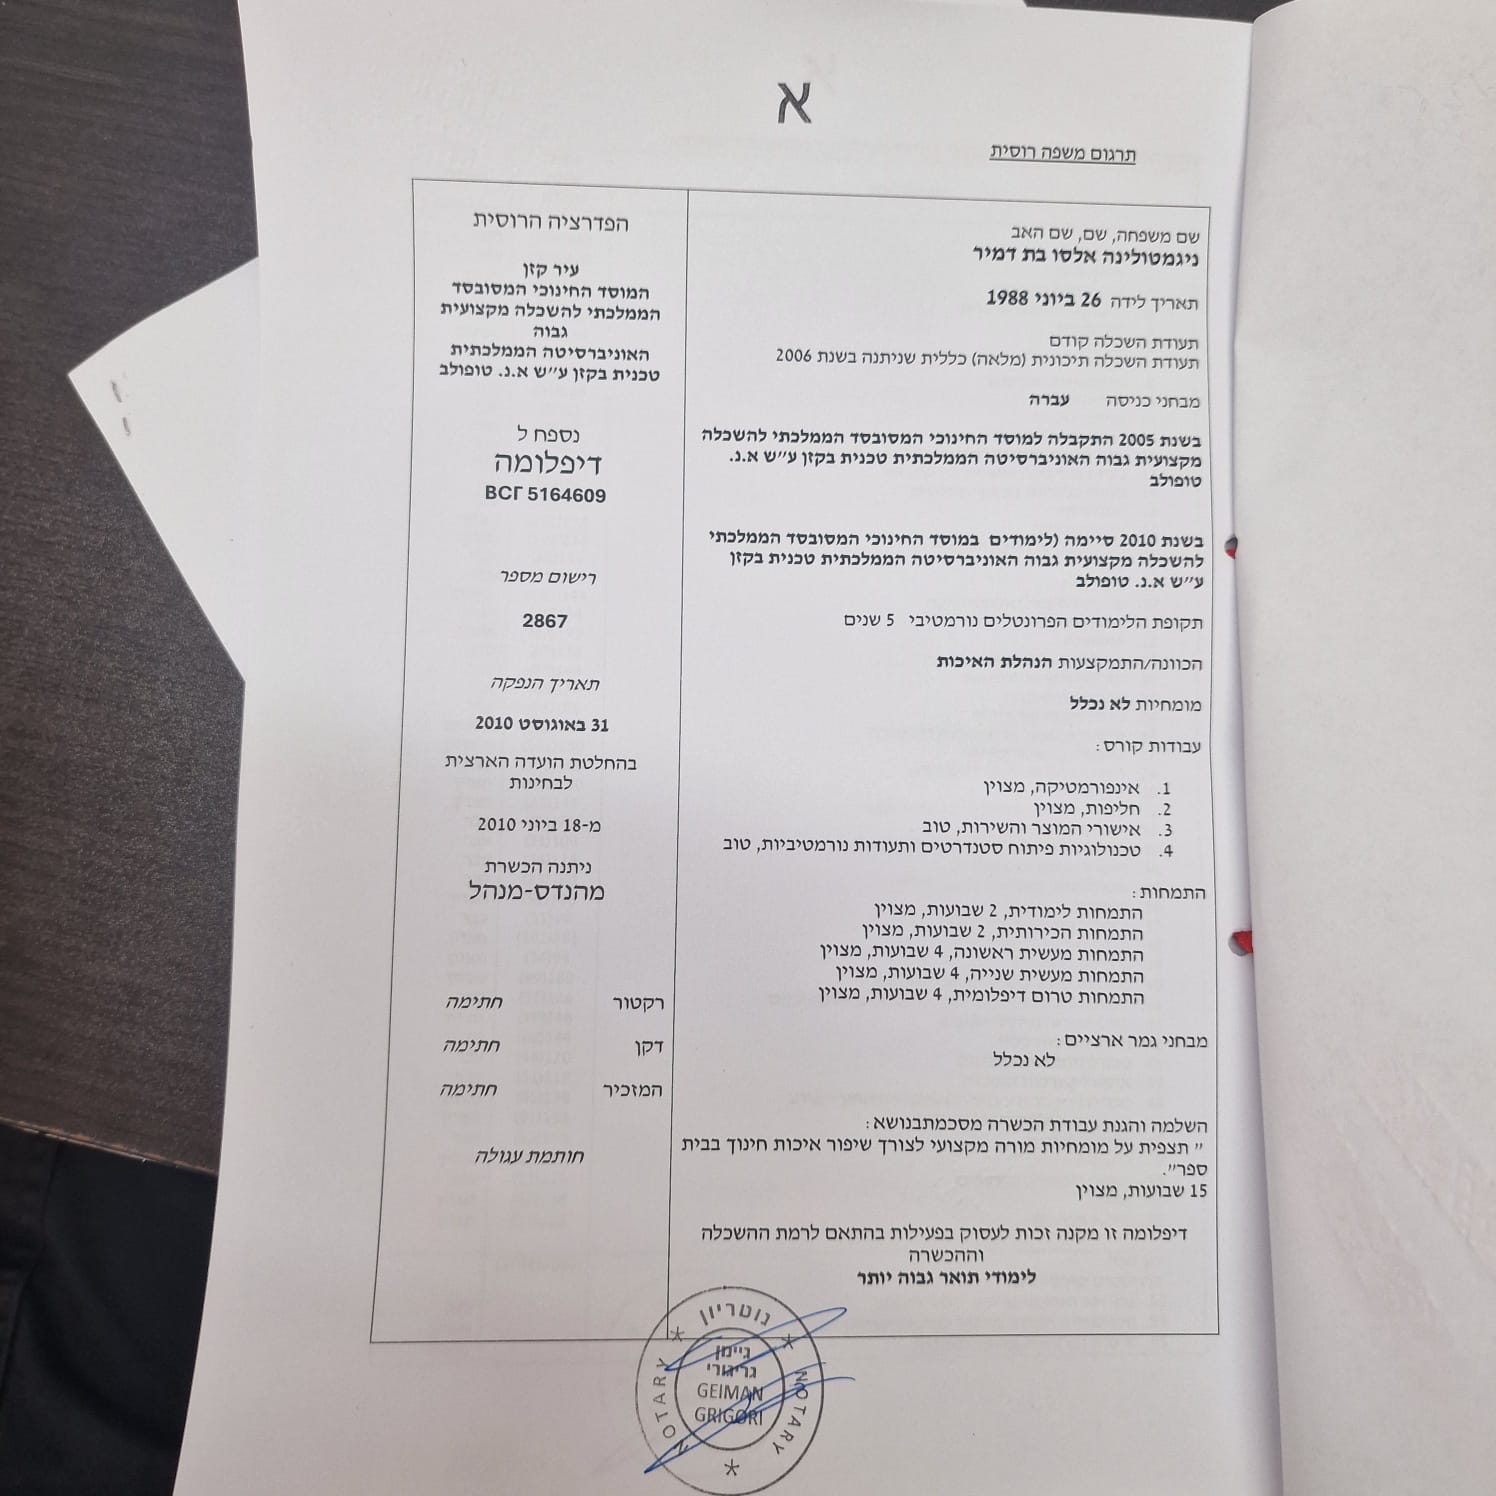 א
תרגום משפה רוסית
שם משפחה, שם, שם האב
ניגמטולינה אלסו בת דמיר
תאריך לידה 26 ביוני 1988
תעודת השכלה קודם
תעודת השכלה תיכונית (מלאה) כללית שניתנה בשנת 2006
מבחני כניסה עברה
בשנת 2005 התקבלה למוסד החינוכי המסובסד הממלכתי להשכלה
מקצועית גבוה האוניברסיטה הממלכתית טכנית בקזן ע״ש א.נ.
טופולב
בשנת 2010 סיימה (לימודים במוסד החינוכי המסובסד הממלכתי
להשכלה מקצועית גבוה האוניברסיטה הממלכתית טכנית בקזן
ע״ש א.נ. טופולב
תקופת הלימודים הפרונטלים נורמטיבי 5 שנים
הכוונה/התמקצעות הנהלת האיכות
מומחיות לא נכלל
עבודות קורס:
1. אינפורמטיקה, מצוין
2. חליפות, מצוין
3. אישורי המוצר והשירות, טוב
4. טכנולוגיות פיתוח סטנדרטים ותעודות נורמטיביות, טוב
התמחות:
התמחות לימודית, 2 שבועות, מצוין
התמחות הכירותית, 2 שבועות, מצוין
התמחות מעשית ראשונה, 4 שבועות, מצוין
התמחות מעשית שנייה, 4 שבועות, מצוין
התמחות טרום דיפלומית, 4 שבועות, מצוין
מבחני גמר ארציים:
לא נכלל
השלמה והגנת עבודת הכשרה מסכמתבנושא:
״ תצפית על מומחיות מורה מקצועי לצורך שיפור איכות חינוך בבית
ספר״.
15 שבועות, מצוין
דיפלומה זו מקנה זכות לעסוק בפעילות בהתאם לרמת ההשכלה
וההכשרה
לימודי תואר גבוה יותר
הפדרציה הרוסית
עיר קזן
המוסד החינוכי המסובסד
הממלכתי להשכלה מקצועית
גבוה
האוניברסיטה הממלכתית
טכנית בקזן ע״ש א.נ. טופולב
נספח ל
דיפלומה
ВСГ 5164609
רישום מספר
2867
תאריך הנפקה
31 באוגוסט 2010
בהחלטת הועדה הארצית
לבחינות
מ-18 ביוני 2010
ניתנה הכשרת
מהנדס-מנהל
רקטור חתימה
דקן חתימה
המזכיר חתימה
חותמת עגולה
נוטריון
NOTARY
NOTARY
גיימן
גריגורי
GEIMAN
GRIGORI